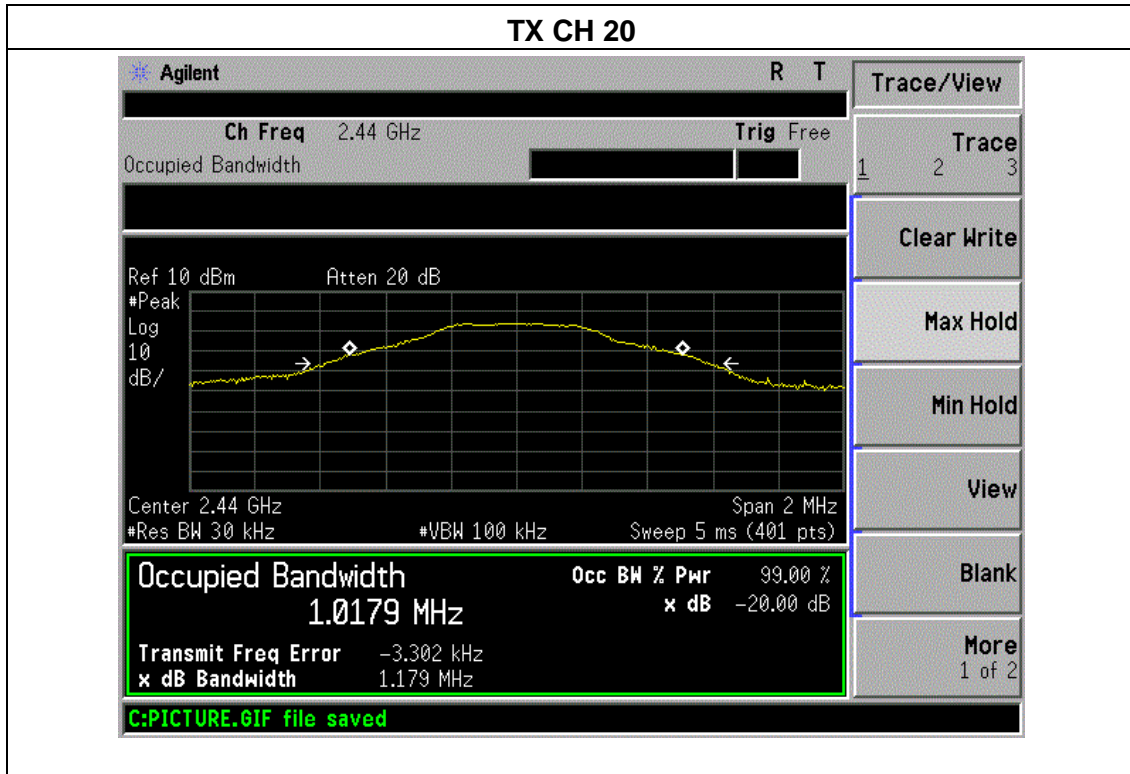 TX CH 20
Agilent R T
Trace/View
Ch Freq 2.44 GHz Trig Free
Occupied Bandwidth
Trace
1 2 3
Clear Write
Ref 10 dBm Atten 20 dB
#Peak
Log
10
dB/
Max Hold
Min Hold
View
Center 2.44 GHz Span 2 MHz
#Res BW 30 kHz #VBW 100 kHz Sweep 5 ms (401 pts)
Occupied Bandwidth Occ BW % Pwr 99.00 %
1.0179 MHz x dB -20.00 dB
Blank
Transmit Freq Error -3.302 kHz
x dB Bandwidth 1.179 MHz
More
1 of 2
C:PICTURE.GIF file saved